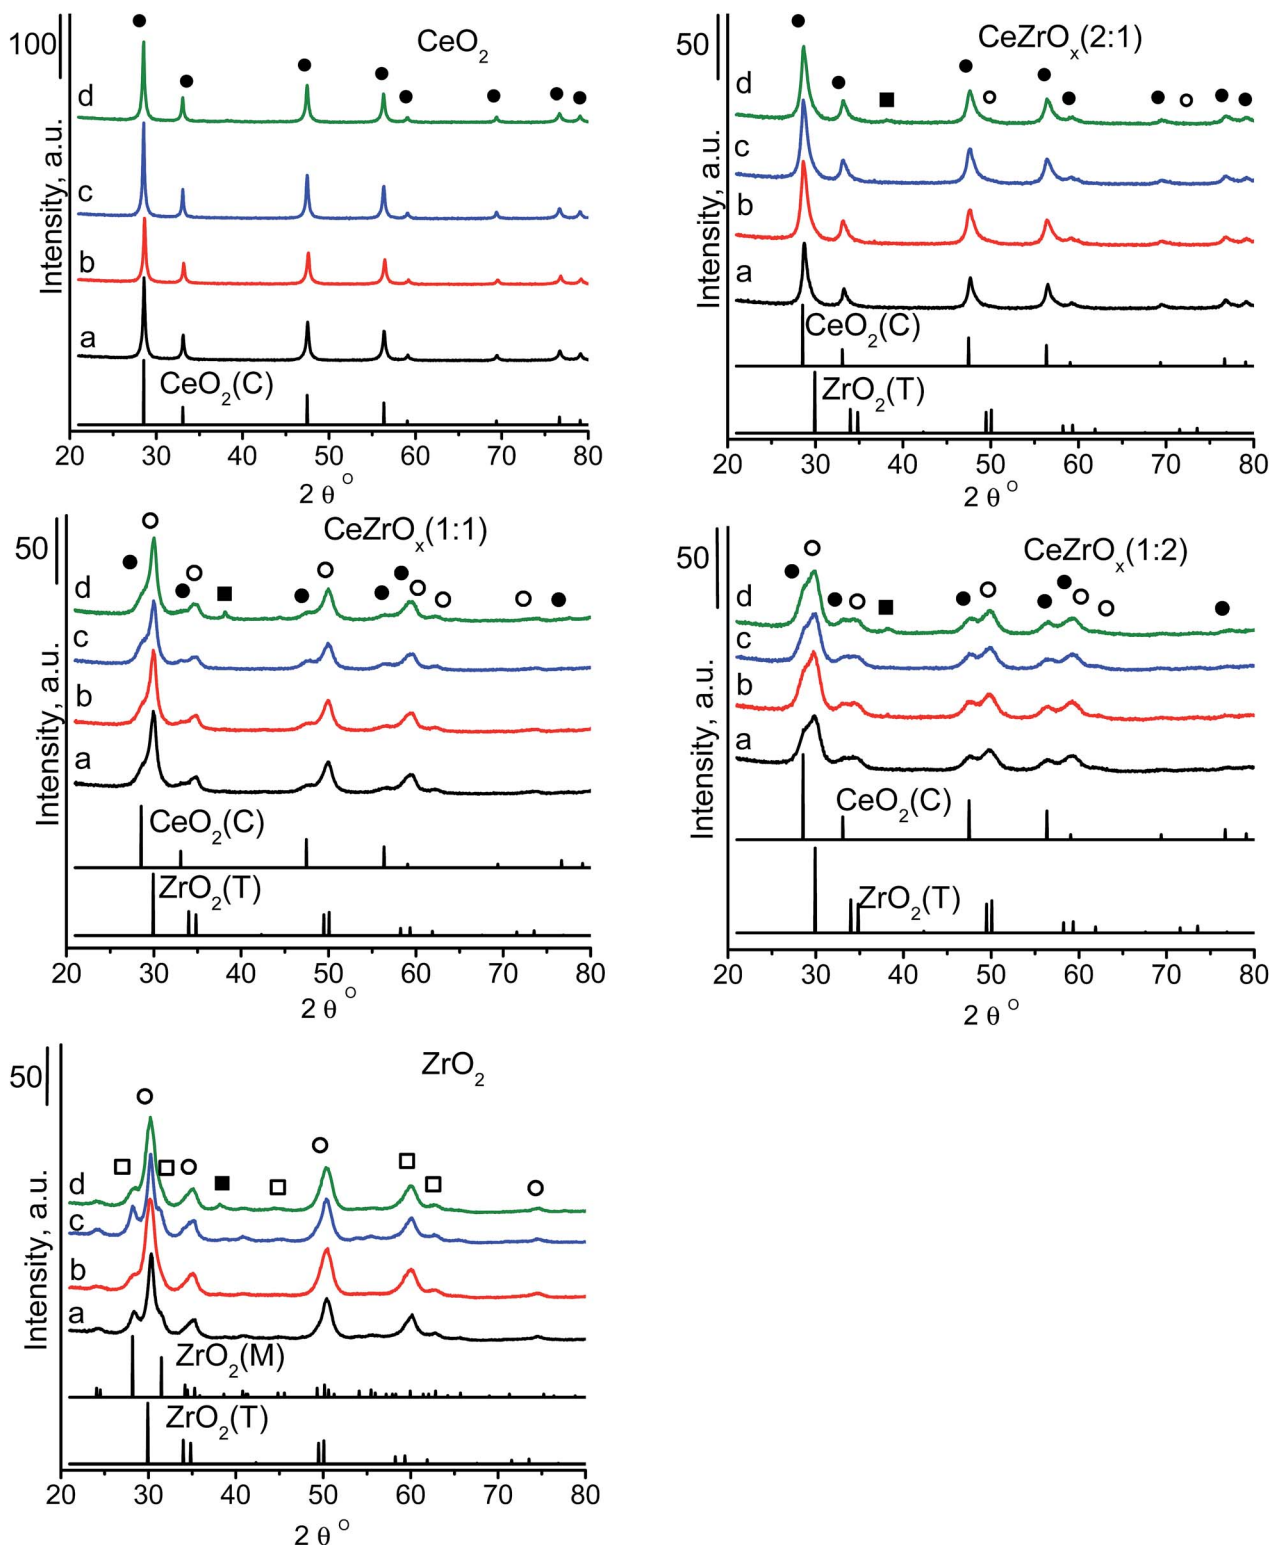 CeO2
100
Intensity, a.u.
d
c
b
a
CeO2(C)
20 30 40 50 60 70 80
2 θ O
CeZrOx(2:1)
50
Intensity, a.u.
d
c
b
a
CeO2(C)
ZrO2(T)
20 30 40 50 60 70 80
2 θ O
CeZrOx(1:1)
50
Intensity, a.u.
d
c
b
a
CeO2(C)
ZrO2(T)
20 30 40 50 60 70 80
2 θ O
CeZrOx(1:2)
50
Intensity, a.u.
d
c
b
a
CeO2(C)
ZrO2(T)
20 30 40 50 60 70 80
2 θ O
ZrO2
50
Intensity, a.u.
d
c
b
a
ZrO2(M)
ZrO2(T)
20 30 40 50 60 70 80
2 θ O